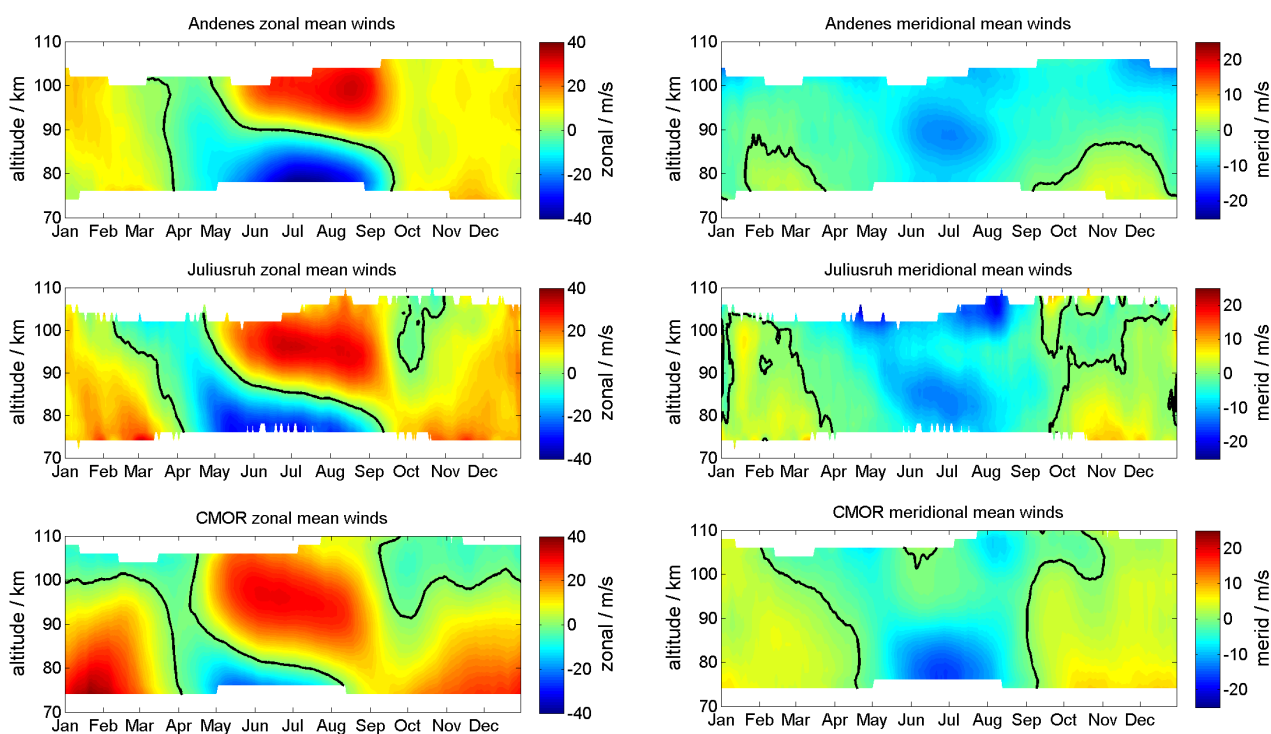 Andenes zonal mean winds
110
100
90
80
70
altitude / km
Jan Feb Mar Apr May Jun Jul Aug Sep Oct Nov Dec
40
20
0
-20
-40
zonal / m/s
Andenes meridional mean winds
110
100
90
80
70
altitude / km
Jan Feb Mar Apr May Jun Jul Aug Sep Oct Nov Dec
20
10
0
-10
-20
merid / m/s
Juliusruh zonal mean winds
110
100
90
80
70
altitude / km
Jan Feb Mar Apr May Jun Jul Aug Sep Oct Nov Dec
40
20
0
-20
-40
zonal / m/s
Juliusruh meridional mean winds
110
100
90
80
70
altitude / km
Jan Feb Mar Apr May Jun Jul Aug Sep Oct Nov Dec
20
10
0
-10
-20
merid / m/s
CMOR zonal mean winds
110
100
90
80
70
altitude / km
Jan Feb Mar Apr May Jun Jul Aug Sep Oct Nov Dec
40
20
0
-20
-40
zonal / m/s
CMOR meridional mean winds
110
100
90
80
70
altitude / km
Jan Feb Mar Apr May Jun Jul Aug Sep Oct Nov Dec
20
10
0
-10
-20
merid / m/s